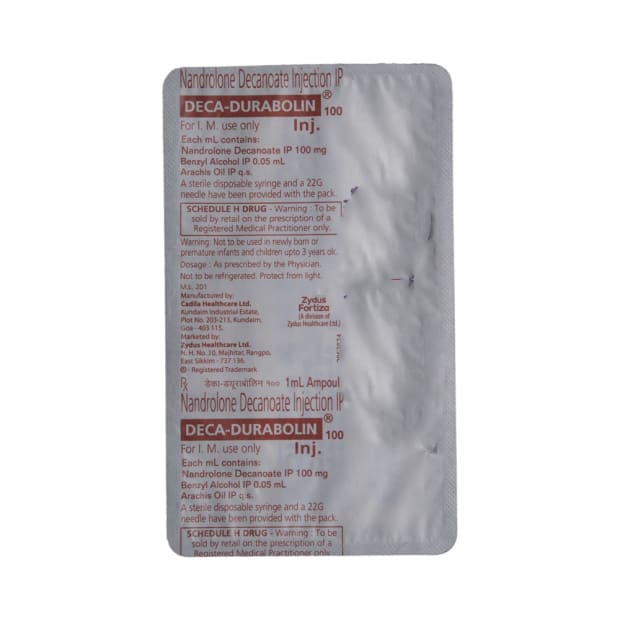 Nandrolone Decanoate Injection IP
DECA-DURABOLIN® 100
For I. M. use only Inj.
Each mL contains:
Nandrolone Decanoate IP 100 mg
Benzyl Alcohol IP 0.05 mL
Arachis Oil IP q.s.
A sterile disposable syringe and a 22G
needle have been provided with the pack.
SCHEDULE H DRUG - Warning : To be
sold by retail on the prescription of a
Registered Medical Practitioner only.
Warning: Not to be used in newly born or
premature infants and children upto 3 years old.
Dosage : As prescribed by the Physician.
Not to be refrigerated. Protect from light.
M.L. 201
Manufactured by:
Cadila Healthcare Ltd.
Kundaim Industrial Estate,
Plot No. 203-213, Kundaim,
Goa - 403 115.
Marketed by:
Zydus Healthcare Ltd.
N. H. No. 10, Majhitar, Rangpo,
East Sikkim - 737 136.
® - Registered Trademark
Zydus
Fortiza
(A division of
Zydus Healthcare Ltd.)
Rx डेका-ड्यूराबोलिन १०० 1mL Ampoul
Nandrolone Decanoate Injection IP
DECA-DURABOLIN® 100
For I. M. use only Inj.
Each mL contains:
Nandrolone Decanoate IP 100 mg
Benzyl Alcohol IP 0.05 mL
Arachis Oil IP q.s.
A sterile disposable syringe and a 22G
needle have been provided with the pack.
SCHEDULE H DRUG - Warning : To be
sold by retail on the prescription of a
Registered Medical Practitioner only